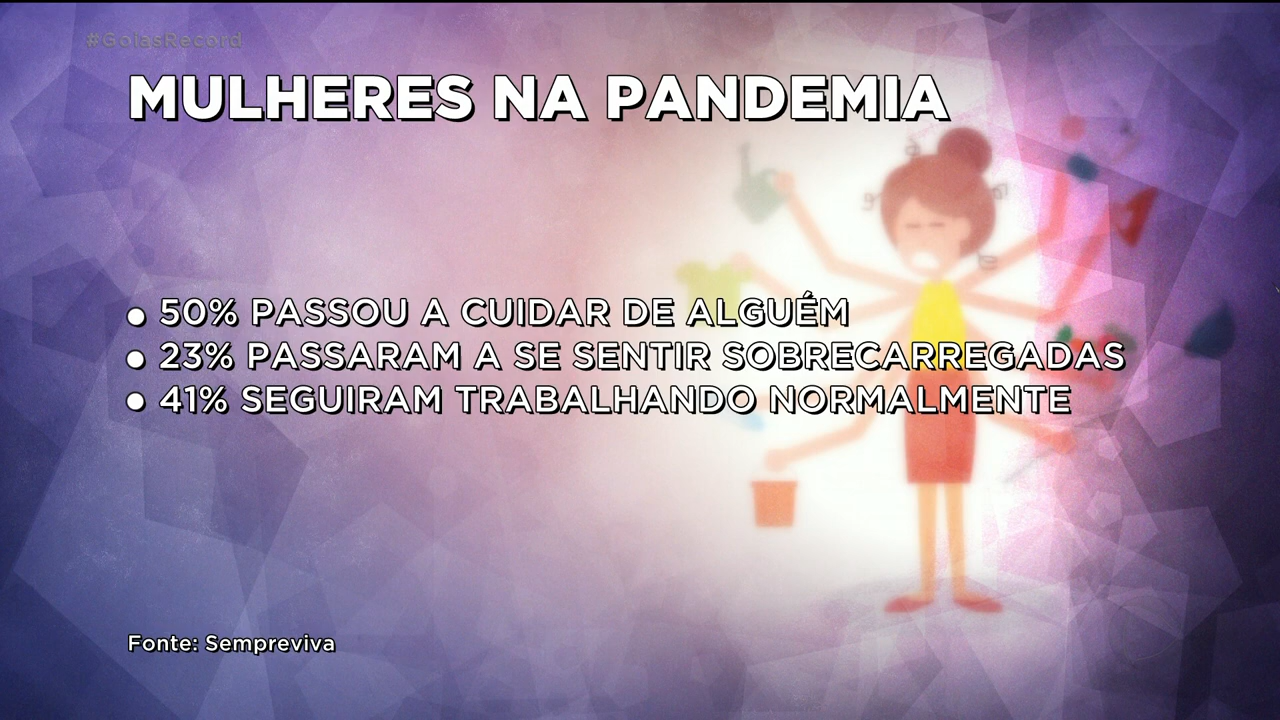 #GoiasRecord
MULHERES NA PANDEMIA
50% PASSOU A CUIDAR DE ALGUÉM
23% PASSARAM A SE SENTIR SOBRECARREGADAS
41% SEGUIRAM TRABALHANDO NORMALMENTE
Fonte: Sempreviva